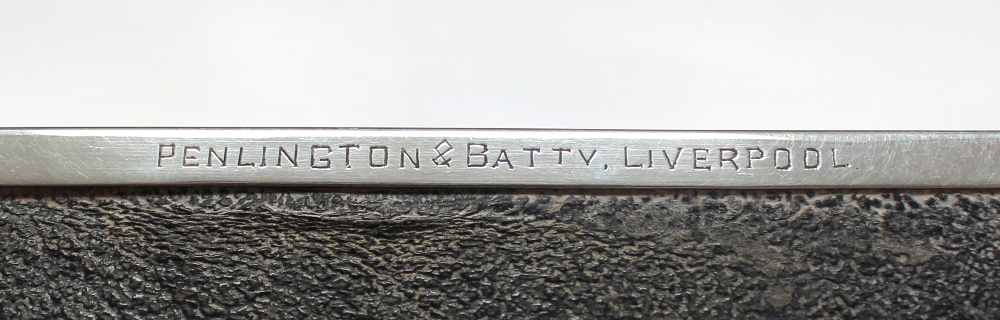 PENLINGTON & BATTY, LIVERPOOL.